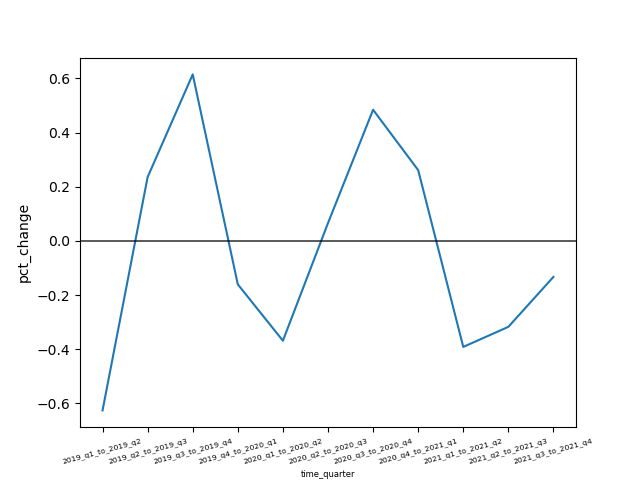 pct_change
0.6
0.4
0.2
0.0
−0.2
−0.4
−0.6
2019_q1_to_2019_q2
2019_q2_to_2019_q3
2019_q3_to_2019_q4
2019_q4_to_2020_q1
2020_q1_to_2020_q2
2020_q2_to_2020_q3
2020_q3_to_2020_q4
2020_q4_to_2021_q1
2021_q1_to_2021_q2
2021_q2_to_2021_q3
2021_q3_to_2021_q4
time_quarter